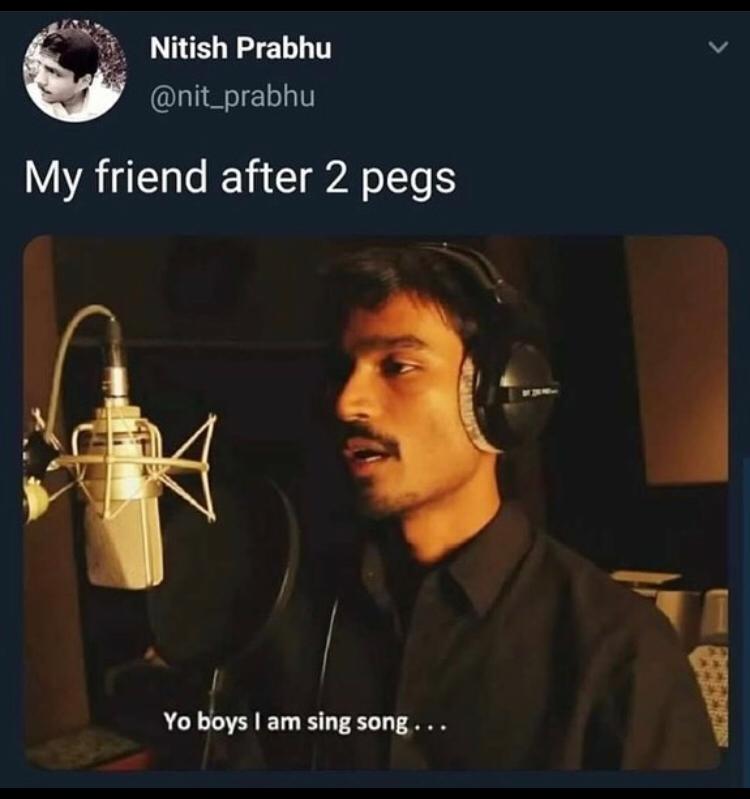 Nitish Prabhu
@nit_prabhu
My friend after 2 pegs
Yo boys I am sing song...